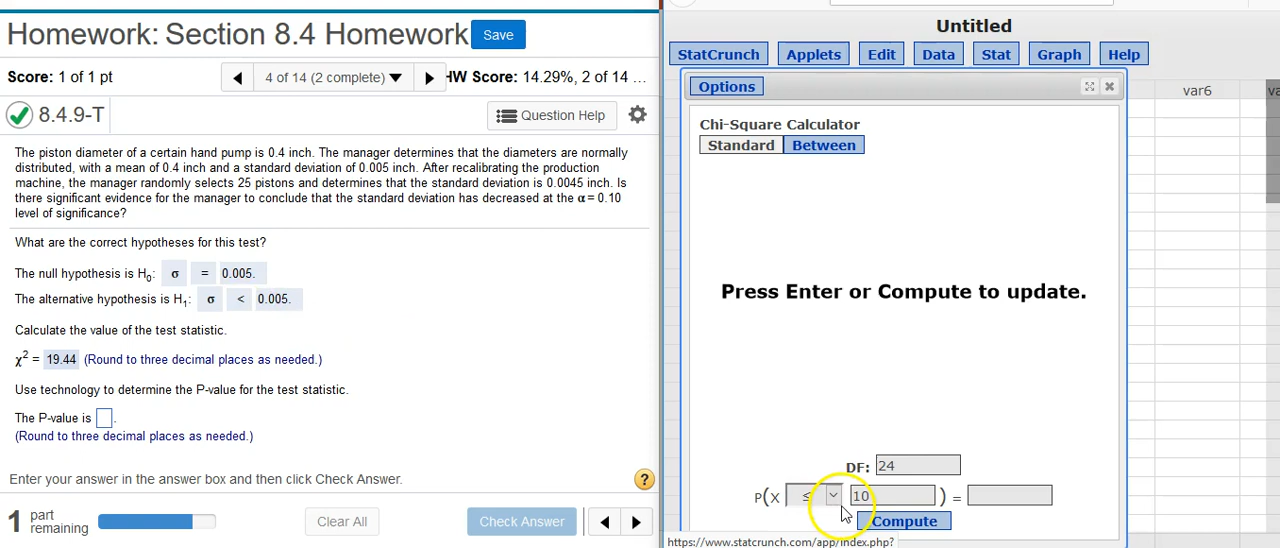 Homework: Section 8.4 Homework Save
Score: 1 of 1 pt 4 of 14 (2 complete) HW Score: 14.29%, 2 of 14 ...
8.4.9-T Question Help
The piston diameter of a certain hand pump is 0.4 inch. The manager determines that the diameters are normally
distributed, with a mean of 0.4 inch and a standard deviation of 0.005 inch. After recalibrating the production
machine, the manager randomly selects 25 pistons and determines that the standard deviation is 0.0045 inch. Is
there significant evidence for the manager to conclude that the standard deviation has decreased at the α = 0.10
level of significance?
What are the correct hypotheses for this test?
The null hypothesis is H0: σ = 0.005.
The alternative hypothesis is H1: σ < 0.005.
Calculate the value of the test statistic.
χ2 = 19.44 (Round to three decimal places as needed.)
Use technology to determine the P-value for the test statistic.
The P-value is .
(Round to three decimal places as needed.)
Enter your answer in the answer box and then click Check Answer. ?
1 part
remaining
Clear All Check Answer
Untitled
StatCrunch Applets Edit Data Stat Graph Help
var6 va
Options
Chi-Square Calculator
Standard Between
Press Enter or Compute to update.
DF: 24
P(X ≤ 10 ) =
Compute
https://www.statcrunch.com/app/index.php?